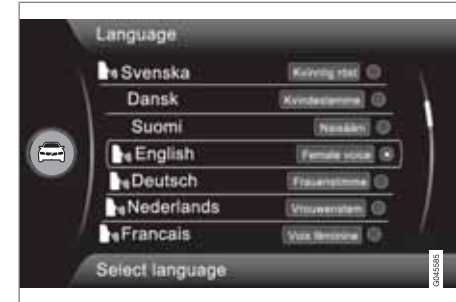 Language
Svenska Kvinnlig röst
Dansk Kvindestemme
Suomi Naisääni
English Female voice
Deutsch Frauenstimme
Nederlands Vrouwenstem
Francais Voix féminine
Select language
G045585